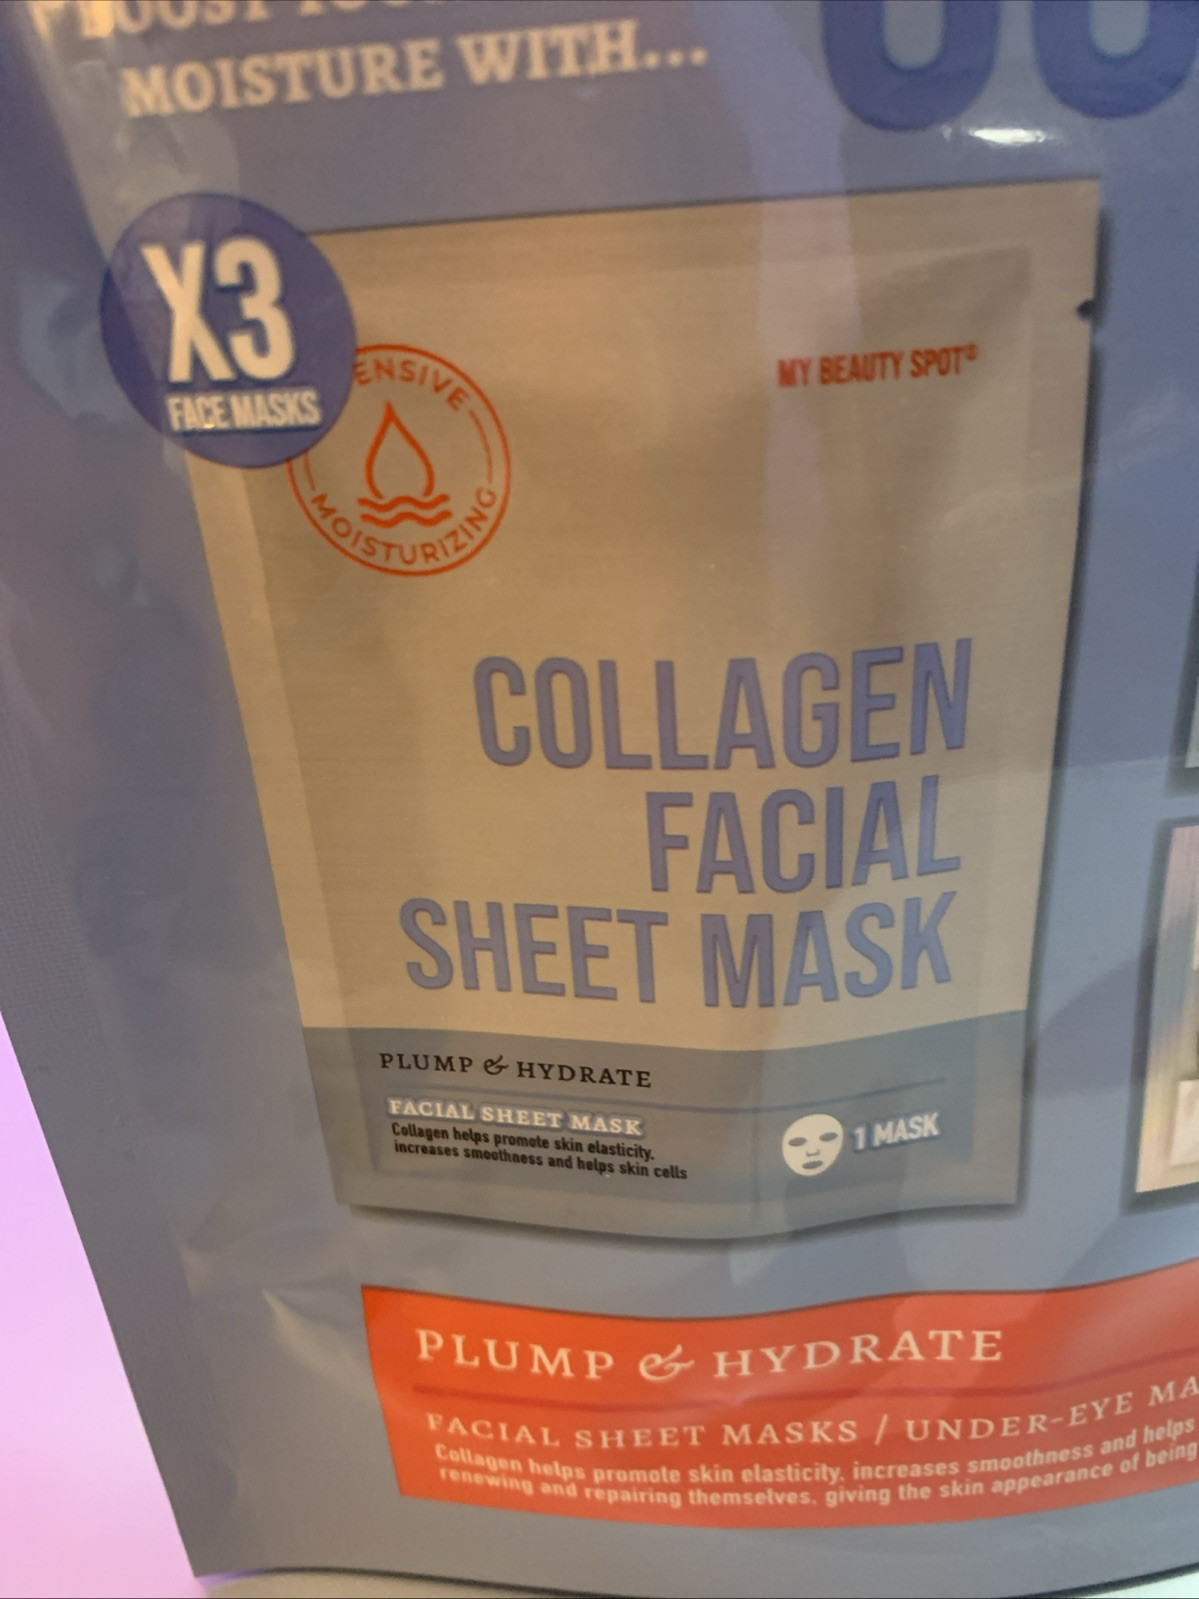 MOISTURE WITH...
X3
FACE MASKS
MOISTURIZING
MY BEAUTY SPOT®
COLLAGEN
FACIAL
SHEET MASK
PLUMP & HYDRATE
FACIAL SHEET MASK
Collagen helps promote skin elasticity,
increases smoothness and helps skin cells
1 MASK
PLUMP & HYDRATE
FACIAL SHEET MASKS / UNDER-EYE
Collagen helps promote skin elasticity, increases smoothness and helps
renewing and repairing themselves, giving the skin appearance of being